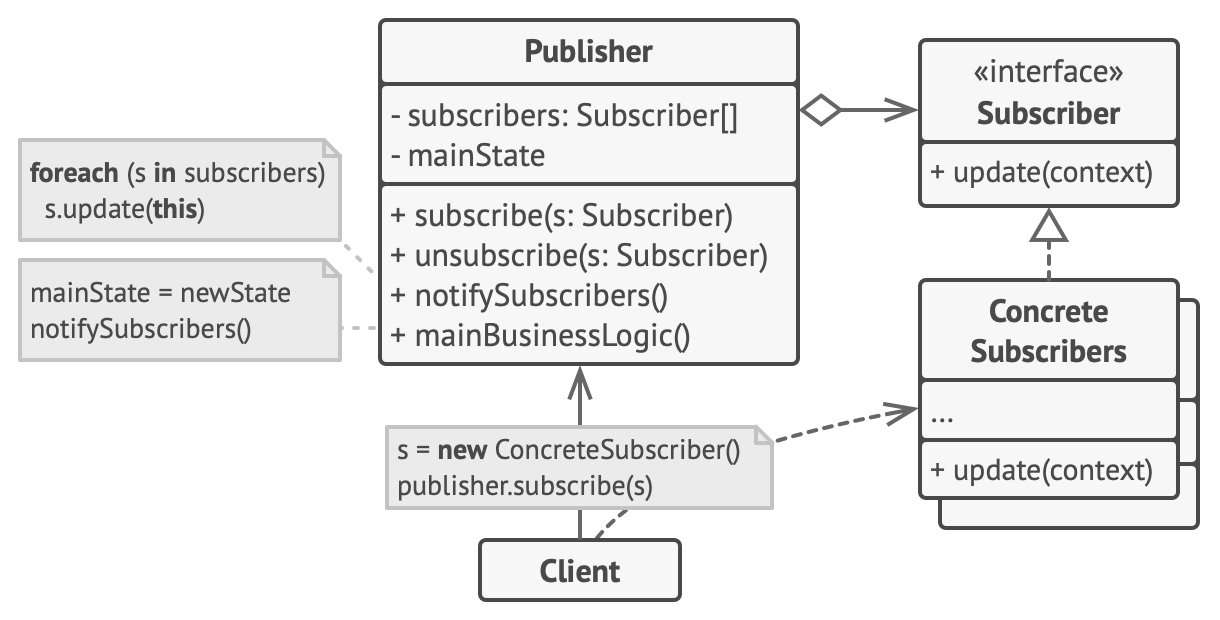 Publisher
- subscribers: Subscriber[]
- mainState
+ subscribe(s: Subscriber)
+ unsubscribe(s: Subscriber)
+ notifySubscribers()
+ mainBusinessLogic()
foreach (s in subscribers)
s.update(this)
mainState = newState
notifySubscribers()
«interface»
Subscriber
+ update(context)
Concrete
Subscribers
...
+ update(context)
s = new ConcreteSubscriber()
publisher.subscribe(s)
Client